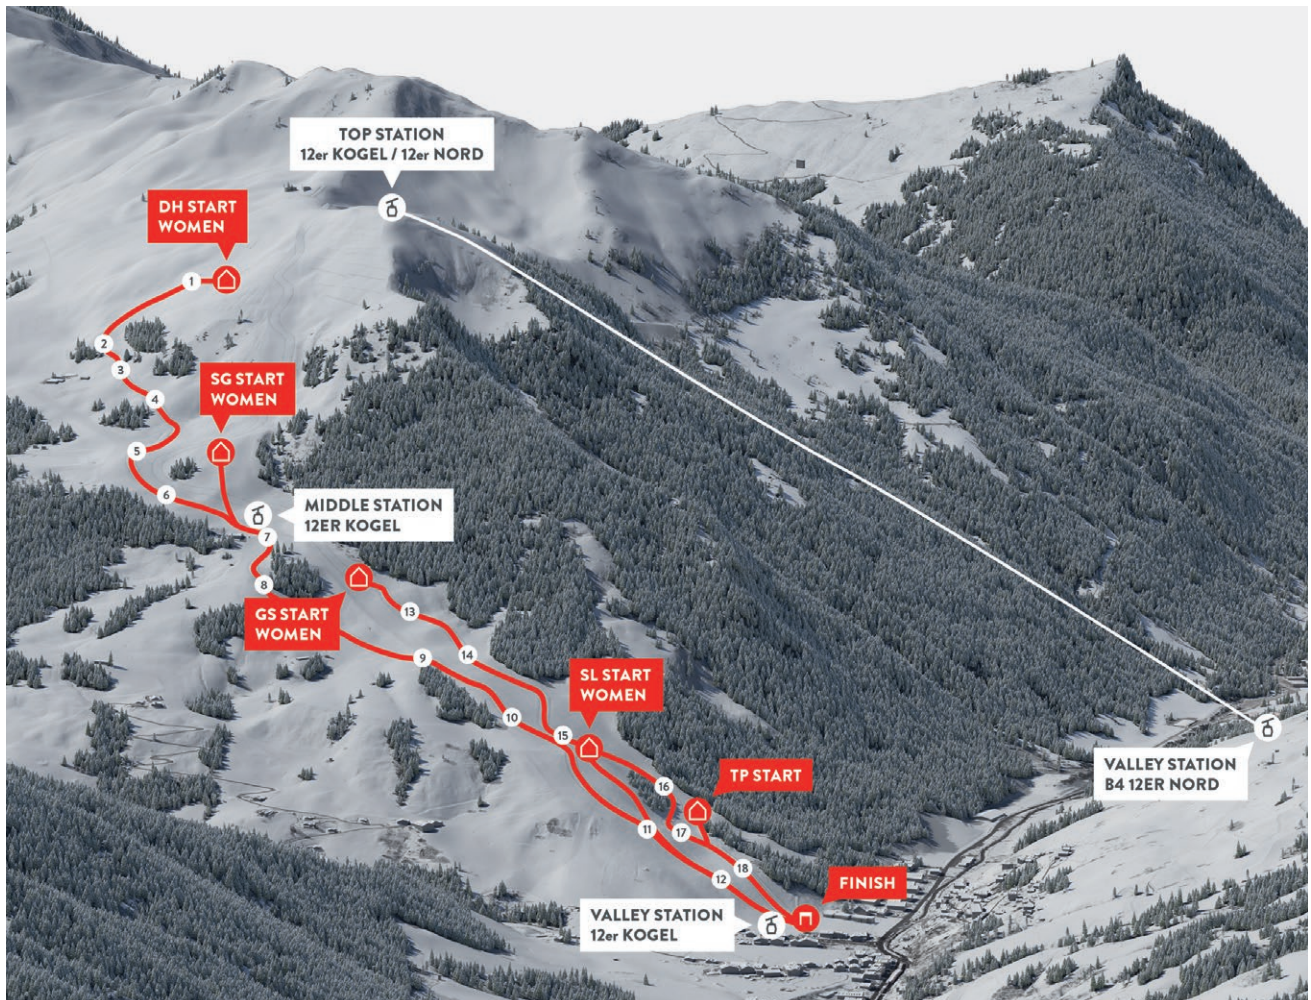 TOP STATION
12er KOGEL / 12er NORD
DH START
WOMEN
1
2
3
SG START
WOMEN
4
5
6
MIDDLE STATION
12ER KOGEL
7
8
GS START
WOMEN
13
14
9
SL START
WOMEN
10
15
VALLEY STATION
B4 12ER NORD
TP START
16
11
17
18
12
FINISH
VALLEY STATION
12er KOGEL